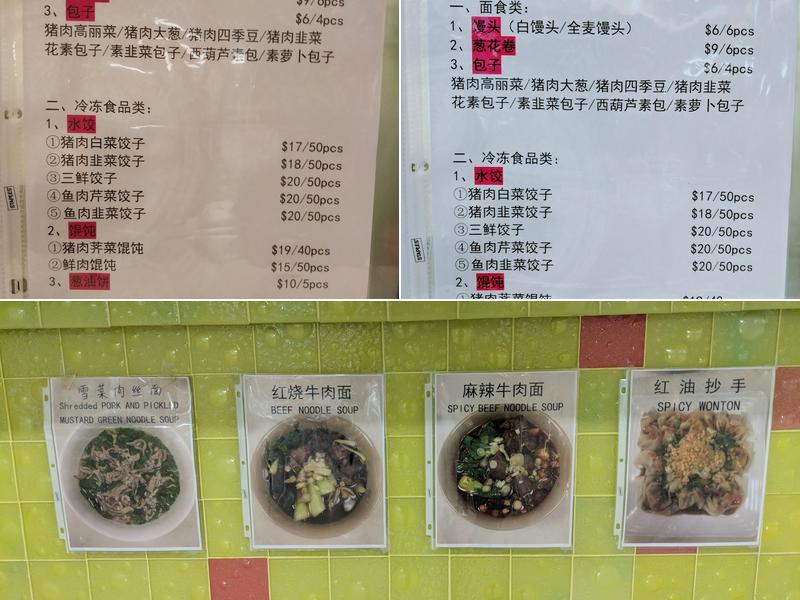 3、包子
$9/6pcs
$6/4pcs
猪肉高丽菜/猪肉大葱/猪肉四季豆/猪肉韭菜
花素包子/素韭菜包子/西葫芦素包/素萝卜包子
二、冷冻食品类：
1、水饺
①猪肉白菜饺子 $17/50pcs
②猪肉韭菜饺子 $18/50pcs
③三鲜饺子 $20/50pcs
④鱼肉芹菜饺子 $20/50pcs
⑤鱼肉韭菜饺子 $20/50pcs
2、馄饨
①猪肉荠菜馄饨 $19/40pcs
②鲜肉馄饨 $15/50pcs
3、葱油饼 $10/5pcs
STAPLES
一、面食类：
1、馒头（白馒头/全麦馒头） $6/6pcs
2、葱花卷 $9/6pcs
3、包子 $6/4pcs
猪肉高丽菜/猪肉大葱/猪肉四季豆/猪肉韭菜
花素包子/素韭菜包子/西葫芦素包/素萝卜包子
二、冷冻食品类：
1、水饺
①猪肉白菜饺子 $17/50pcs
②猪肉韭菜饺子 $18/50pcs
③三鲜饺子 $20/50pcs
④鱼肉芹菜饺子 $20/50pcs
⑤鱼肉韭菜饺子 $20/50pcs
2、馄饨
①猪肉荠菜馄饨
STAPLES
雪菜肉丝面
Shredded PORK AND PICKLED
MUSTARD GREEN NOODLE SOUP
红烧牛肉面
BEEF NOODLE SOUP
麻辣牛肉面
SPICY BEEF NOODLE SOUP
红油抄手
SPICY WONTON